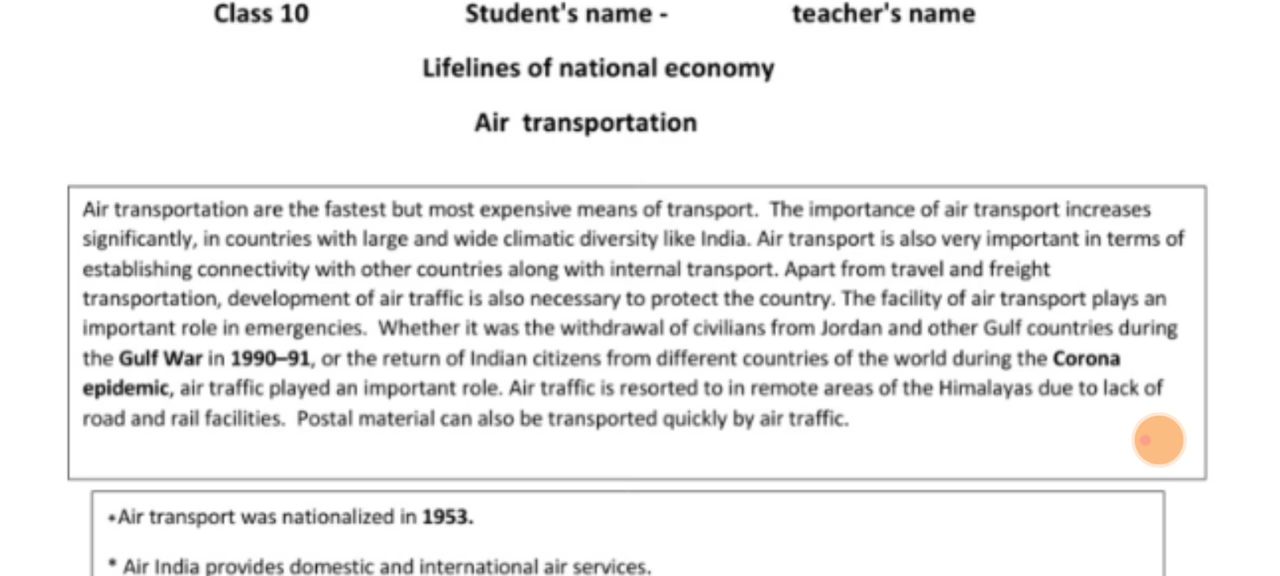 Class 10 Student's name - teacher's name
Lifelines of national economy
Air transportation
Air transportation are the fastest but most expensive means of transport. The importance of air transport increases
significantly, in countries with large and wide climatic diversity like India. Air transport is also very important in terms of
establishing connectivity with other countries along with internal transport. Apart from travel and freight
transportation, development of air traffic is also necessary to protect the country. The facility of air transport plays an
important role in emergencies. Whether it was the withdrawal of civilians from Jordan and other Gulf countries during
the Gulf War in 1990–91, or the return of Indian citizens from different countries of the world during the Corona
epidemic, air traffic played an important role. Air traffic is resorted to in remote areas of the Himalayas due to lack of
road and rail facilities. Postal material can also be transported quickly by air traffic.
•Air transport was nationalized in 1953.
* Air India provides domestic and international air services.